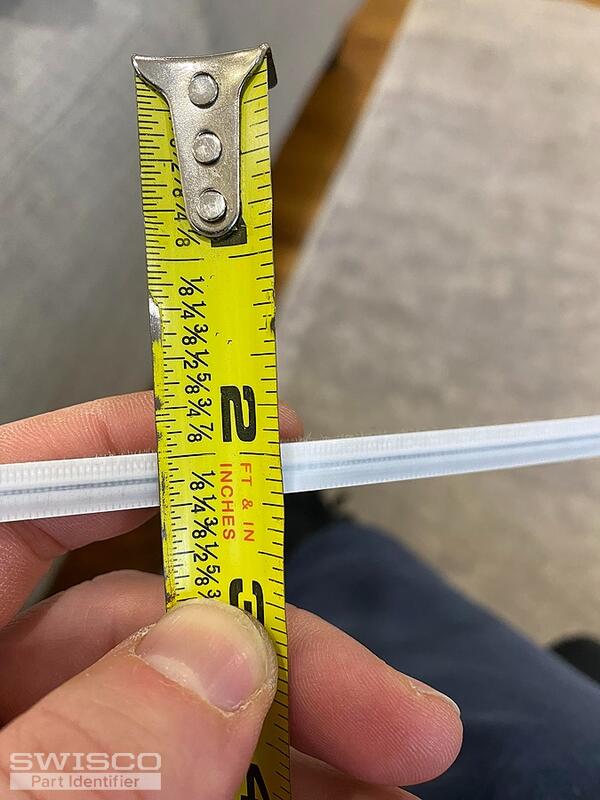 ⅛ ¼ ⅜ ½ ⅝ ¾ ⅞
2
FT & IN
INCHES
⅛ ¼ ⅜ ½ ⅝
3
4
SWISCO
Part Identifier